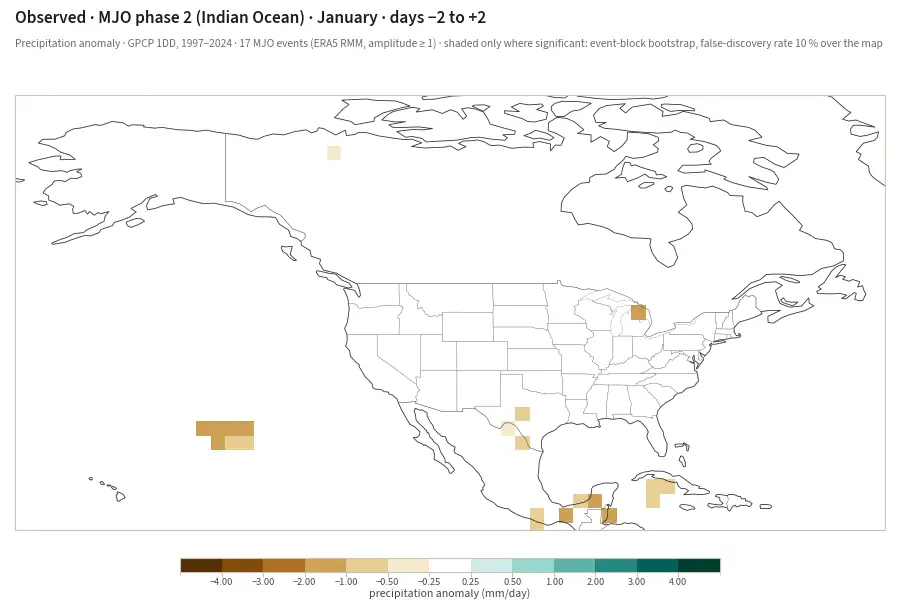 Observed · MJO phase 2 (Indian Ocean) · January · days −2 to +2
Precipitation anomaly · GPCP 1DD, 1997–2024 · 17 MJO events (ERA5 RMM, amplitude ≥ 1) · shaded only where significant: event-block bootstrap, false-discovery rate 10 % over the map
−4.00 −3.00 −2.00 −1.00 −0.50 −0.25 0.25 0.50 1.00 2.00 3.00 4.00
precipitation anomaly (mm/day)